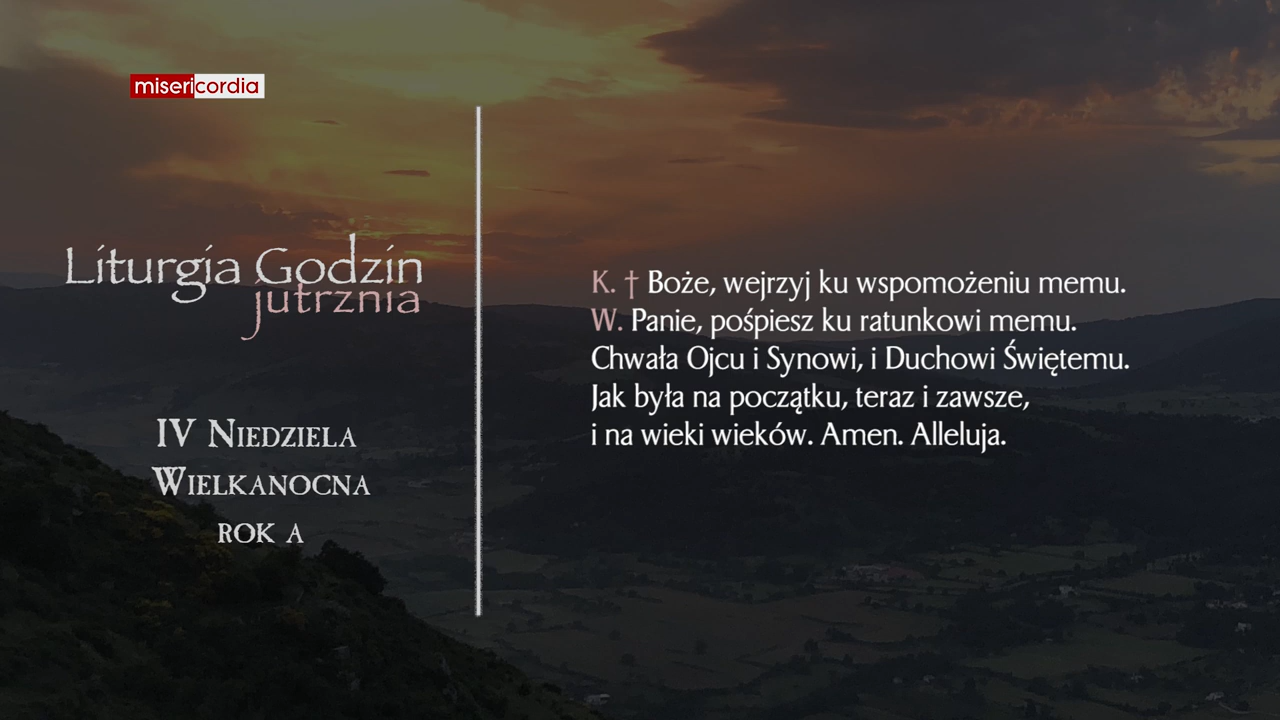 misericordia
Liturgia Godzin
jutrznia
IV Niedziela
Wielkanocna
rok a
K. † Boże, wejrzyj ku wspomożeniu memu.
W. Panie, pośpiesz ku ratunkowi memu.
Chwała Ojcu i Synowi, i Duchowi Świętemu.
Jak była na początku, teraz i zawsze,
i na wieki wieków. Amen. Alleluja.